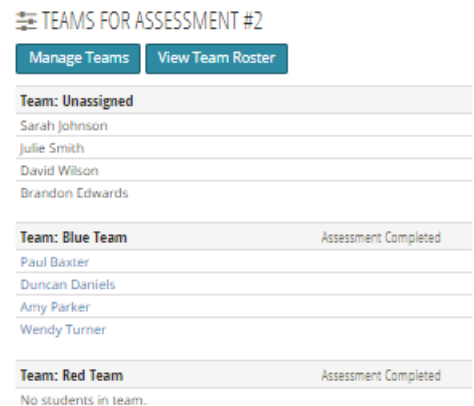 TEAMS FOR ASSESSMENT #2
Manage Teams View Team Roster
Team: Unassigned
Sarah Johnson
Julie Smith
David Wilson
Brandon Edwards
Team: Blue Team Assessment Completed
Paul Baxter
Duncan Daniels
Amy Parker
Wendy Turner
Team: Red Team Assessment Completed
No students in team.